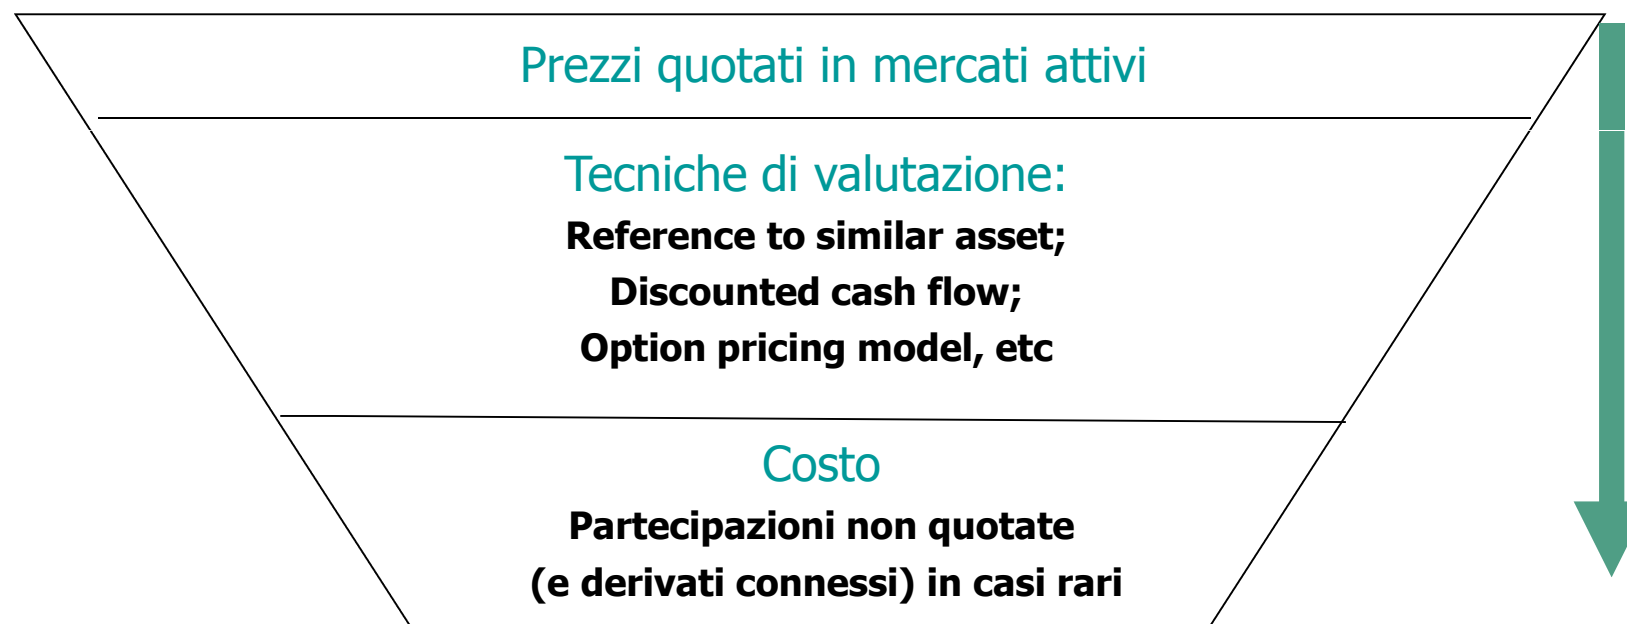 Prezzi quotati in mercati attivi
Tecniche di valutazione:
Reference to similar asset;
Discounted cash flow;
Option pricing model, etc
Costo
Partecipazioni non quotate
(e derivati connessi) in casi rari